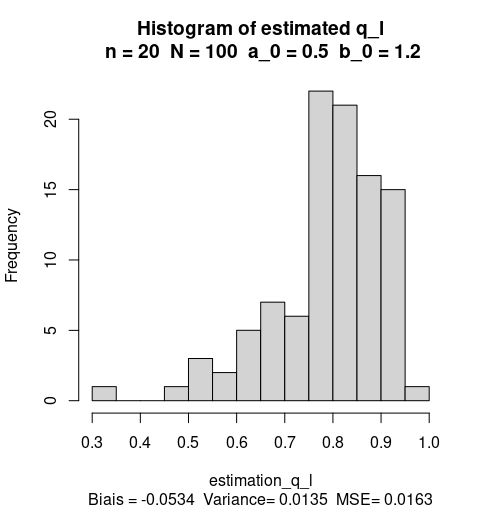 Histogram of estimated q_l
n = 20 N = 100 a_0 = 0.5 b_0 = 1.2
Frequency
20
15
10
5
0
0.3 0.4 0.5 0.6 0.7 0.8 0.9 1.0
estimation_q_l
Biais = -0.0534 Variance= 0.0135 MSE= 0.0163